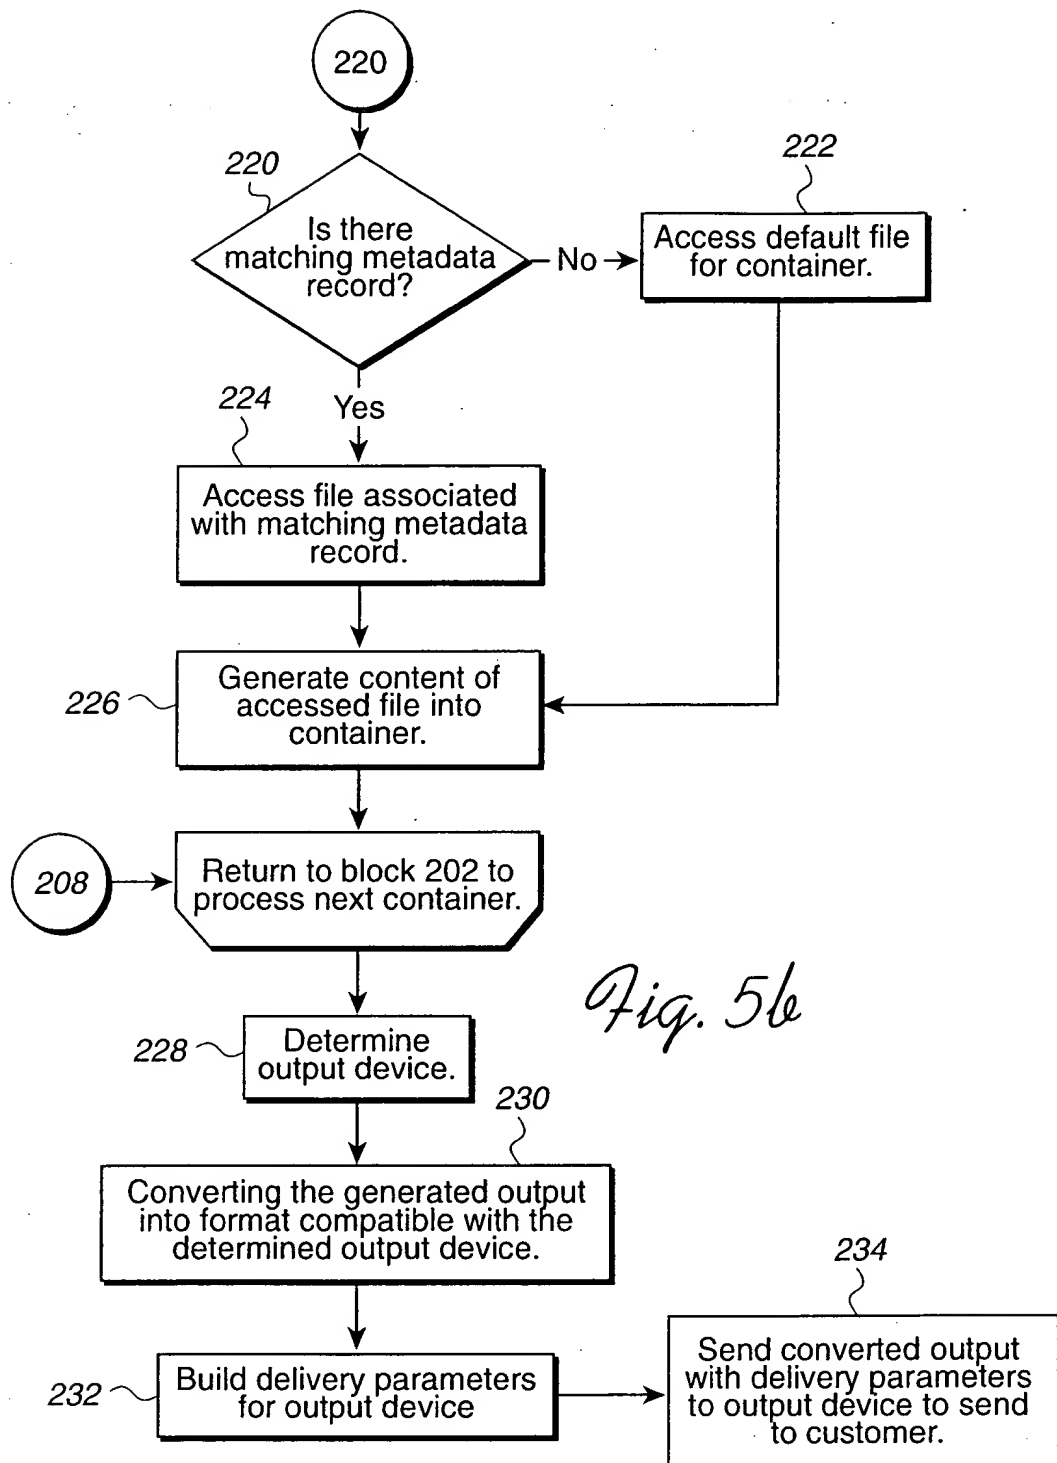 220
220
Is there
matching metadata
record?
No
222
Access default file
for container.
Yes
224
Access file associated
with matching metadata
record.
226
Generate content of
accessed file into
container.
208
Return to block 202 to
process next container.
Fig. 5b
228
Determine
output device.
230
Converting the generated output
into format compatible with the
determined output device.
232
Build delivery parameters
for output device
234
Send converted output
with delivery parameters
to output device to send
to customer.